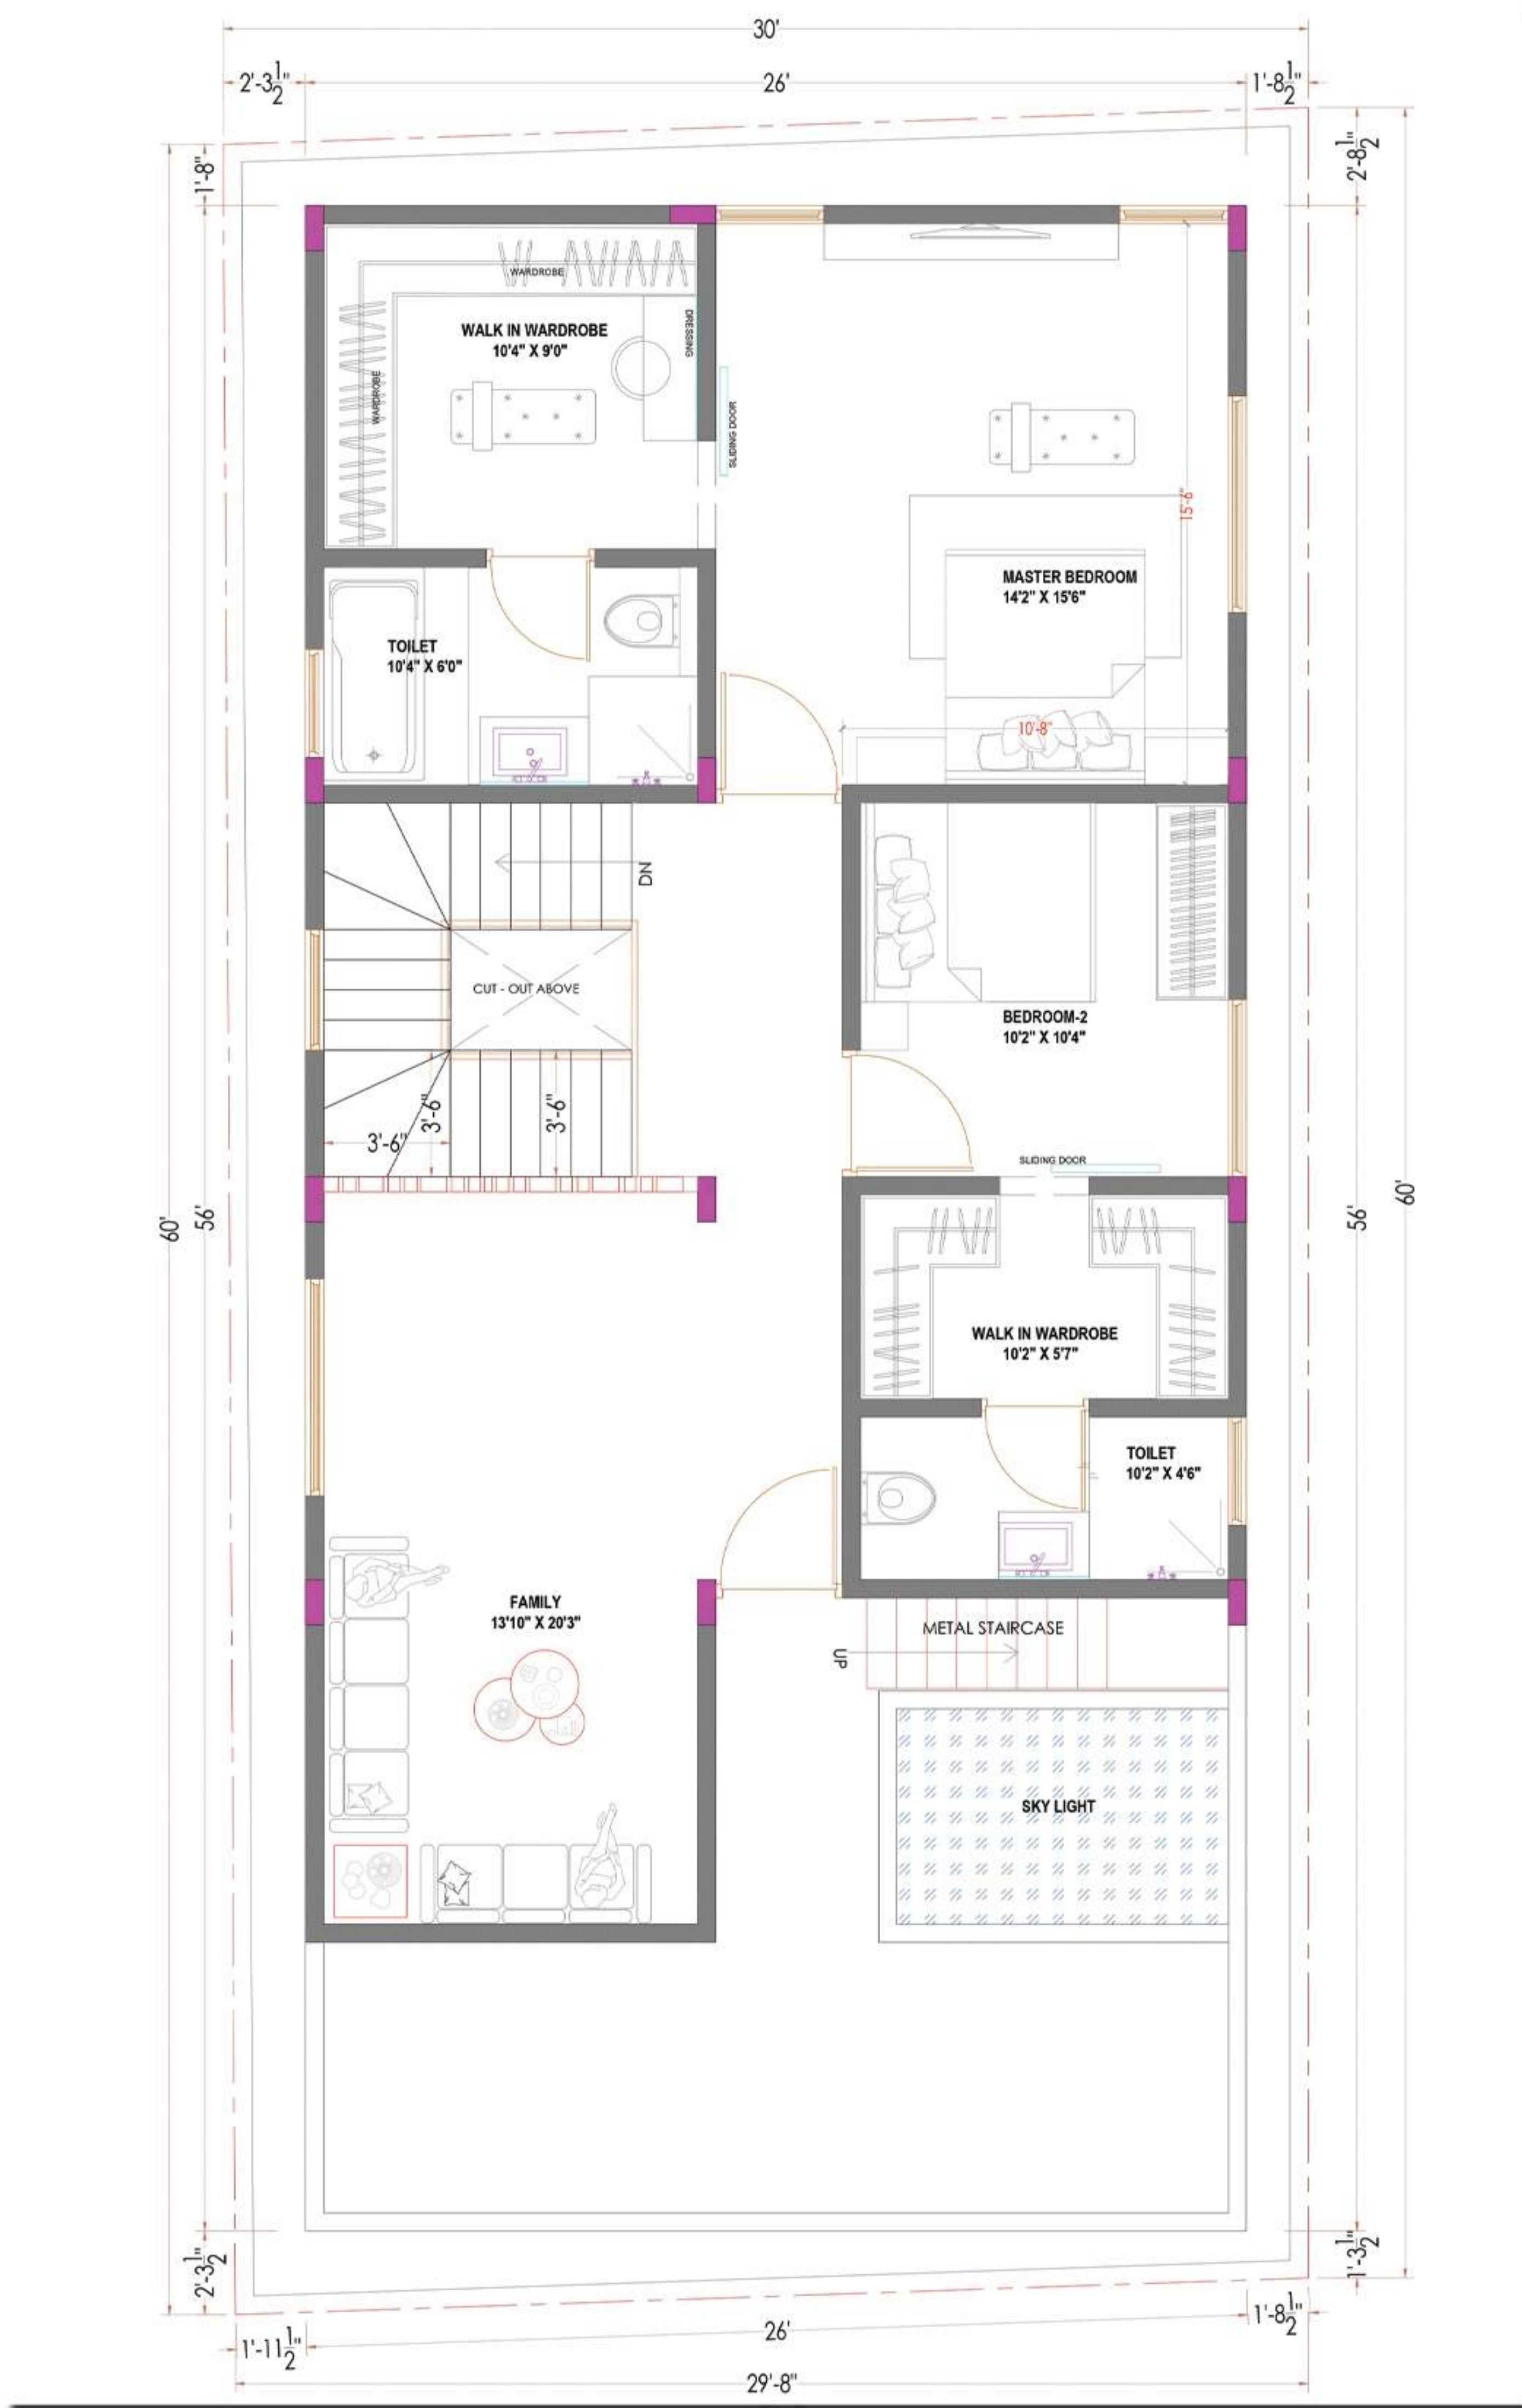 30'
2'-3 1/2"
26'
1'-8 1/2"
1'-8"
2'-8 1/2"
WARDROBE
WARDROBE
DRESSING
WALK IN WARDROBE
10'4" X 9'0"
SLIDING DOOR
15'-6"
MASTER BEDROOM
14'2" X 15'6"
TOILET
10'4" X 6'0"
10'-8"
DN
CUT - OUT ABOVE
BEDROOM-2
10'2" X 10'4"
3'-6"
3'-6"
3'-6"
SLIDING DOOR
60'
56'
56'
60'
WALK IN WARDROBE
10'2" X 5'7"
TOILET
10'2" X 4'6"
FAMILY
13'10" X 20'3"
METAL STAIRCASE
UP
SKY LIGHT
2'-3 1/2"
1'-3 1/2"
1'-11 1/2"
26'
1'-8 1/2"
29'-8"